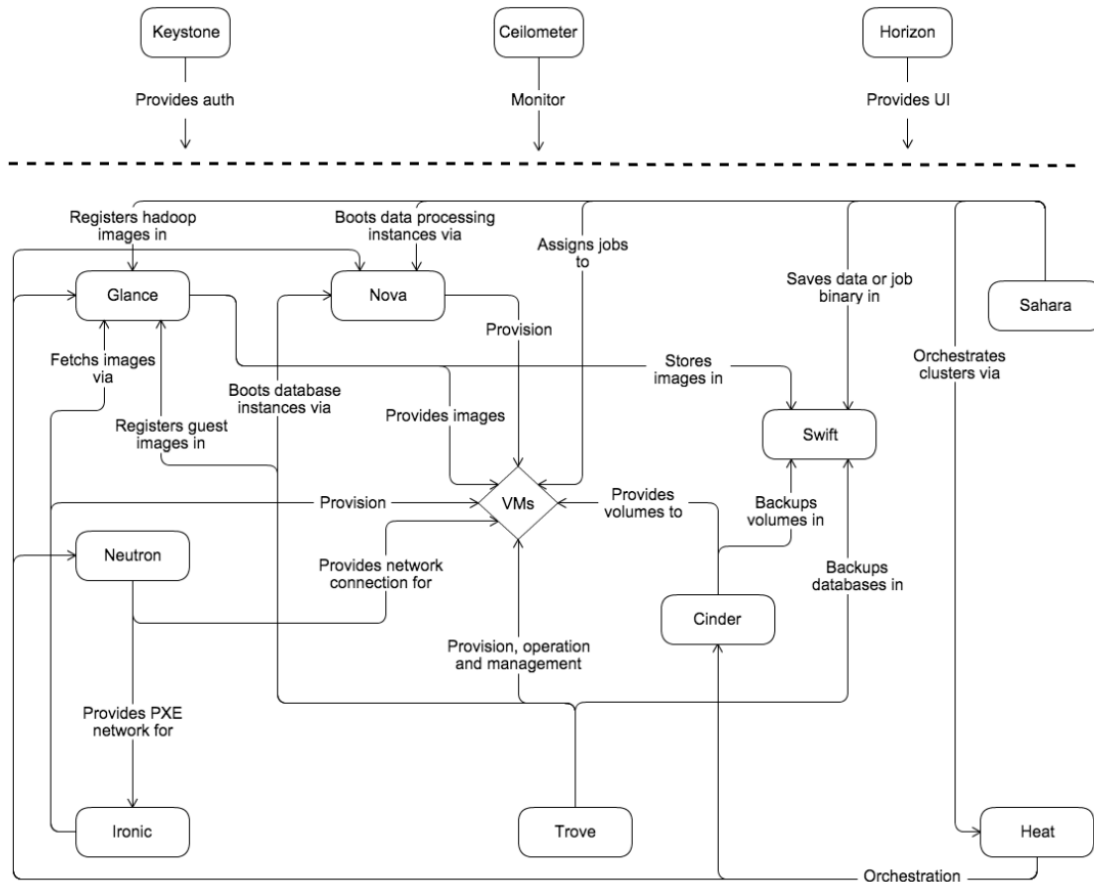 Keystone
Ceilometer
Horizon
Provides auth
Monitor
Provides UI
Registers hadoop
images in
Boots data processing
instances via
Assigns jobs
to
Saves data or job
binary in
Glance
Nova
Sahara
Provision
Fetchs images
via
Stores
images in
Orchestrates
clusters via
Boots database
instances via
Provides images
Registers guest
images in
Swift
Provision
VMs
Provides
volumes to
Backups
volumes in
Neutron
Provides network
connection for
Backups
databases in
Cinder
Provision, operation
and management
Provides PXE
network for
Ironic
Trove
Heat
Orchestration